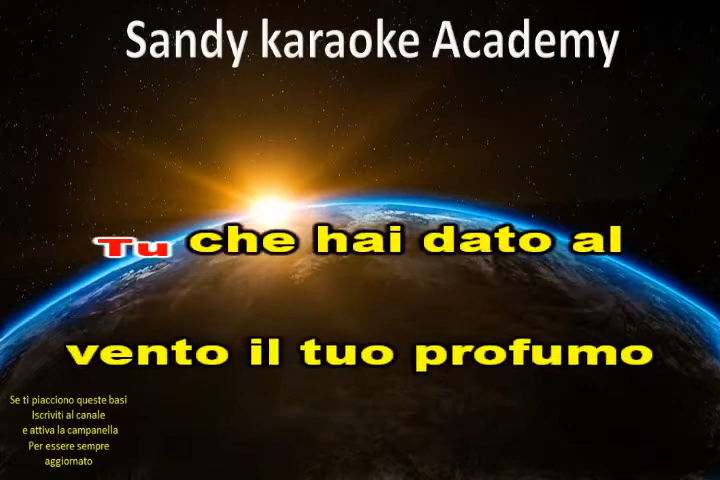 Sandy karaoke Academy
Tu che hai dato al
vento il tuo profumo
Se ti piacciono queste basi
Iscriviti al canale
e attiva la campanella
Per essere sempre
aggiornato